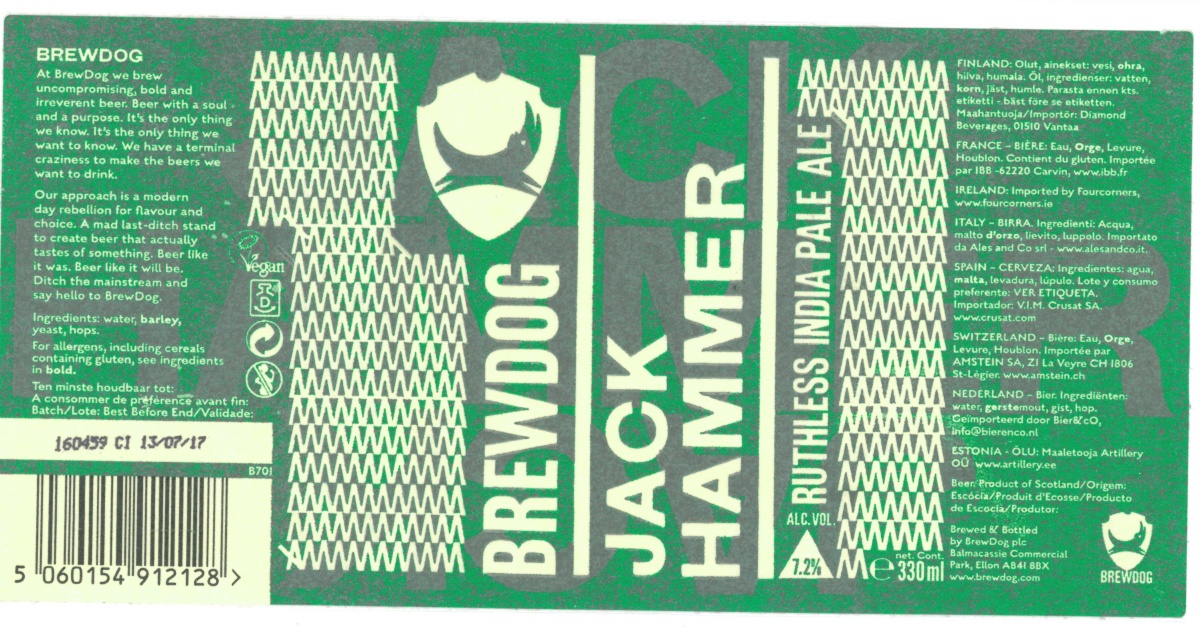 BREWDOG
At BrewDog we brew
uncompromising, bold and
irreverent beer. Beer with a soul
and a purpose. It's the only thing
we know. It's the only thing we
want to know. We have a terminal
craziness to make the beers we
want to drink.
Our approach is a modern
day rebellion for flavour and
choice. A mad last-ditch stand
to create beer that actually
tastes of something. Beer like
it was. Beer like it will be.
Ditch the mainstream and
say hello to BrewDog.
Ingredients: water, barley,
yeast, hops.
For allergens, including cereals
containing gluten, see ingredients
in bold.
Ten minste houdbaar tot:
A consommer de préférence avant fin:
Batch/Lote: Best Before End/Validade:
160459 CI 13/07/17
B701
5 060154 912128 >
Vegan
D
BREWDOG
JACK
HAMMER
RUTHLESS INDIA PALE ALE
ALC.VOL.
7.2%
e net. Cont.
330ml
FINLAND: Olut, ainekset: vesi, ohra,
hilva, humala. Öl, ingredienser: vatten,
korn, jäst, humle. Parasta ennen kts.
etiketti - bäst före se etiketten.
Maahantuoja/Importör: Diamond
Beverages, 01510 Vantaa
FRANCE – BIÈRE: Eau, Orge, Levure,
Houblon. Contient du gluten. Importée
par IBB -62220 Carvin, www.ibb.fr
IRELAND: Imported by Fourcorners,
www.fourcorners.ie
ITALY – BIRRA. Ingredienti: Acqua,
malto d'orzo, lievito, luppolo. Importato
da Ales and Co srl - www.alesandco.it.
SPAIN – CERVEZA: Ingredientes: agua,
malta, levadura, lúpulo. Lote y consumo
preferente: VER ETIQUETA.
Importador: V.I.M. Crusat SA.
www.crusat.com
SWITZERLAND – Bière: Eau, Orge,
Levure, Houblon. Importée par
AMSTEIN SA, ZI La Veyre CH 1806
St-Légier. www.amstein.ch
NEDERLAND – Bier. Ingrediënten:
water, gerstemout, gist, hop.
Geïmporteerd door Bier&cO,
info@bierenco.nl
ESTONIA - ÕLU: Maaletooja Artillery
OÜ www.artillery.ee
Beer. Product of Scotland/Origem:
Escócia/Produit d'Ecosse/Producto
de Escocia/Produtor:
Brewed & Bottled
by BrewDog plc
Balmacassie Commercial
Park, Ellon AB41 8BX
www.brewdog.com
BREWDOG